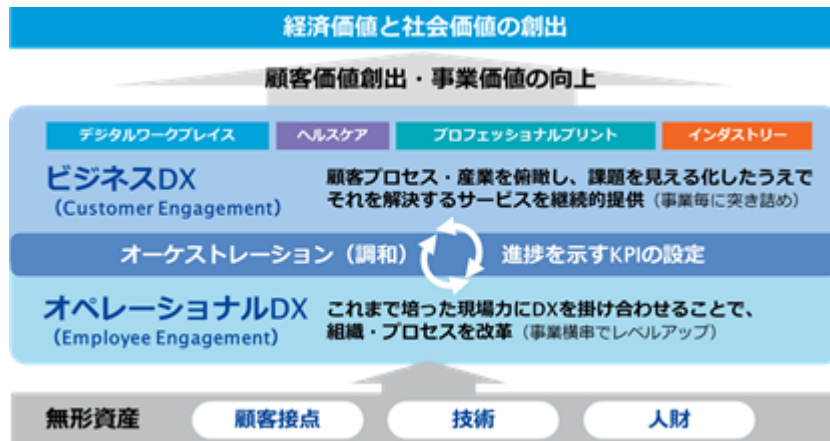 経済価値と社会価値の創出
顧客価値創出・事業価値の向上
デジタルワークプレイス ヘルスケア プロフェッショナルプリント インダストリー
ビジネスDX
(Customer Engagement)
顧客プロセス・産業を俯瞰し、課題を見える化したうえで
それを解決するサービスを継続的提供（事業毎に突き詰め）
オーケストレーション（調和） 進捗を示すKPIの設定
オペレーショナルDX
(Employee Engagement)
これまで培った現場力にDXを掛け合わせることで、
組織・プロセスを改革（事業横串でレベルアップ）
無形資産 顧客接点 技術 人財